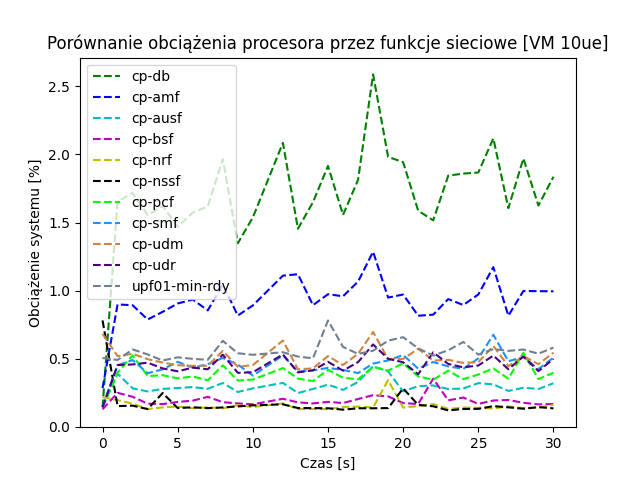 Porównanie obciążenia procesora przez funkcje sieciowe [VM 10ue]
cp-db
cp-amf
cp-ausf
cp-bsf
cp-nrf
cp-nssf
cp-pcf
cp-smf
cp-udm
cp-udr
upf01-min-rdy
Obciążenie systemu [%]
2.5
2.0
1.5
1.0
0.5
0.0
0
5
10
15
20
25
30
Czas [s]